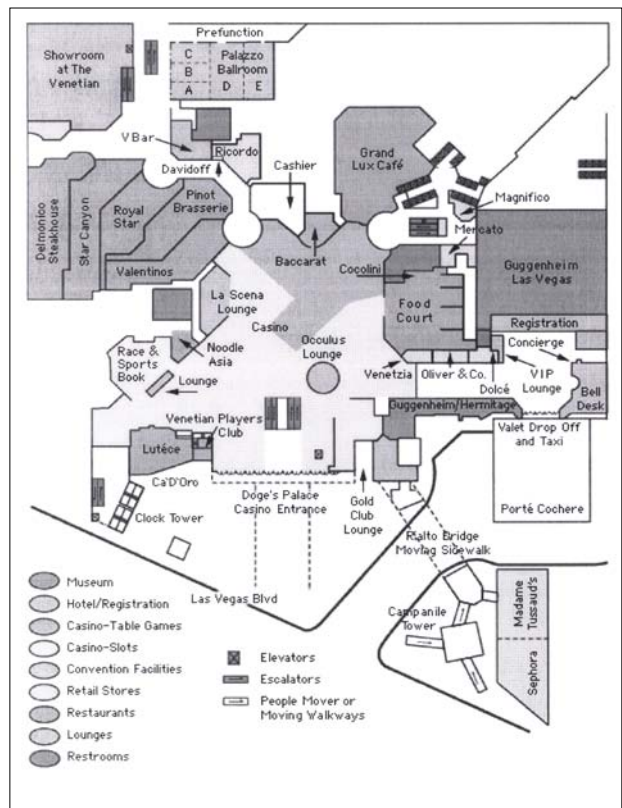 Prefunction
Showroom
at The
Venetian
C
B
A
Palazzo
Ballroom
D
E
V Bar
Ricordo
Davidoff
Cashier
Grand
Lux Café
Magnifico
Mercato
Delmonico
Steakhouse
Star Canyon
Royal
Star
Pinot
Brasserie
Valentinos
Baccarat
Cocolini
Guggenheim
Las Vegas
La Scena
Lounge
Food
Court
Casino
Registration
Race &
Sports
Book
Noodle
Asia
Occulus
Lounge
Concierge
Lounge
Venetzia
Oliver & Co.
Dolcé
VIP
Lounge
Bell
Desk
Venetian Players
Club
Guggenheim/Hermitage
Valet Drop Off
and Taxi
Lutéce
Ca'D'Oro
Doge's Palace
Casino Entrance
Gold
Club
Lounge
Porté Cochere
Clock Tower
Rialto Bridge
Moving Sidewalk
Las Vegas Blvd
Campanile
Tower
Madame
Tussaud's
Sephora
Museum
Hotel/Registration
Casino-Table Games
Casino-Slots
Convention Facilities
Retail Stores
Restaurants
Lounges
Restrooms
Elevators
Escalators
People Mover or
Moving Walkways